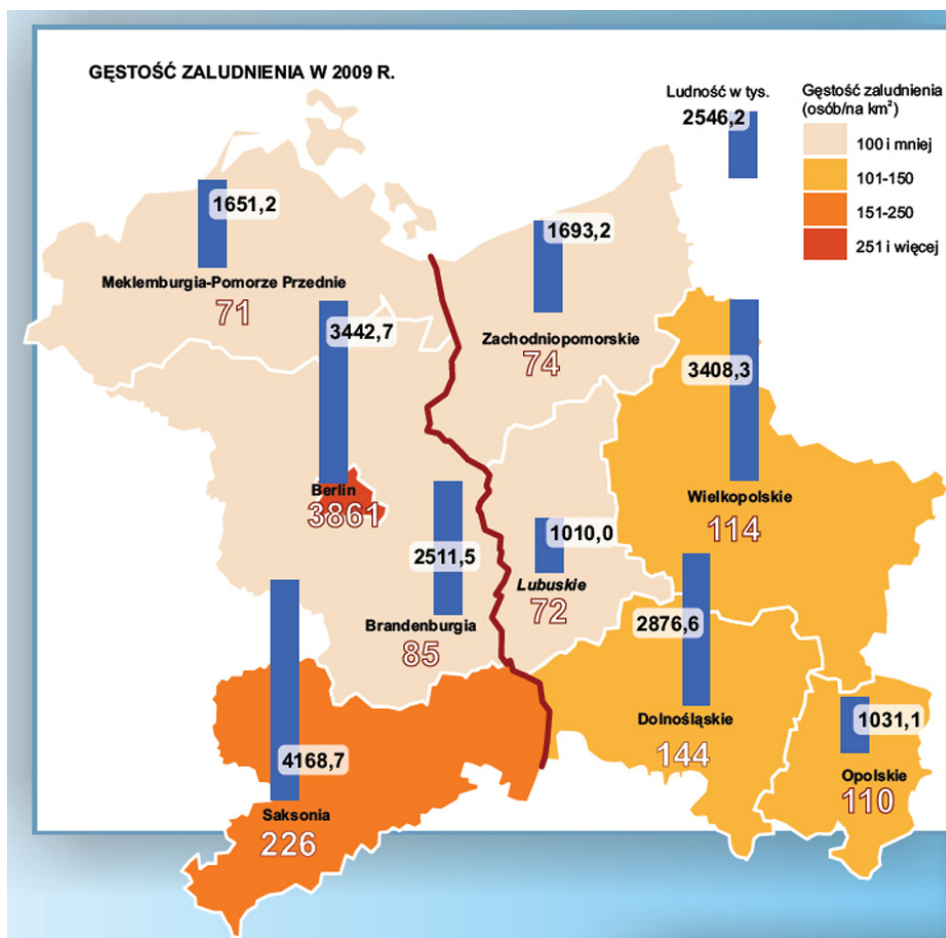 GĘSTOŚĆ ZALUDNIENIA W 2009 R.
Ludność w tys.
2546,2
Gęstość zaludnienia
(osób/na km²)
100 i mniej
101-150
151-250
251 i więcej
1651,2
Meklemburgia-Pomorze Przednie
71
1693,2
Zachodniopomorskie
74
3442,7
Berlin
3861
3408,3
Wielkopolskie
114
2511,5
Brandenburgia
85
1010,0
Lubuskie
72
2876,6
Dolnośląskie
144
1031,1
Opolskie
110
4168,7
Saksonia
226